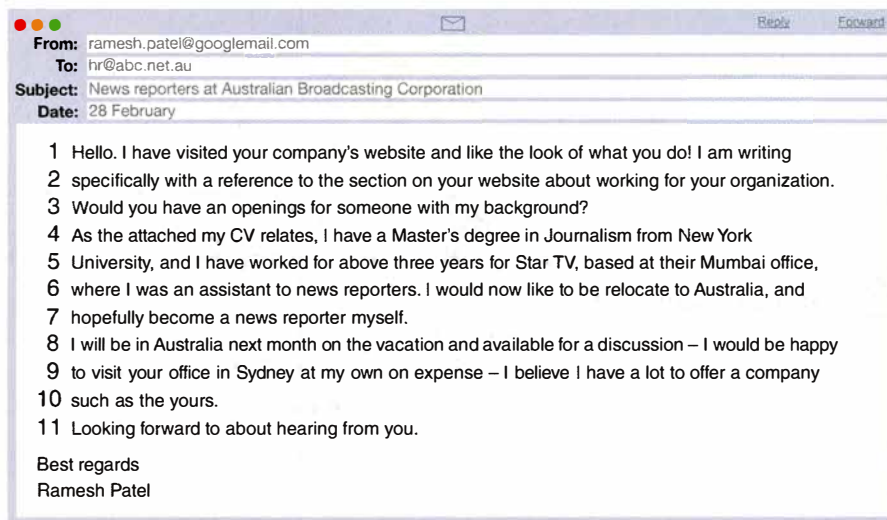 Reply Forward
From: ramesh.patel@googlemail.com
To: hr@abc.net.au
Subject: News reporters at Australian Broadcasting Corporation
Date: 28 February
1 Hello. I have visited your company's website and like the look of what you do! I am writing
2 specifically with a reference to the section on your website about working for your organization.
3 Would you have an openings for someone with my background?
4 As the attached my CV relates, I have a Master's degree in Journalism from New York
5 University, and I have worked for above three years for Star TV, based at their Mumbai office,
6 where I was an assistant to news reporters. I would now like to be relocate to Australia, and
7 hopefully become a news reporter myself.
8 I will be in Australia next month on the vacation and available for a discussion – I would be happy
9 to visit your office in Sydney at my own on expense – I believe I have a lot to offer a company
10 such as the yours.
11 Looking forward to about hearing from you.
Best regards
Ramesh Patel